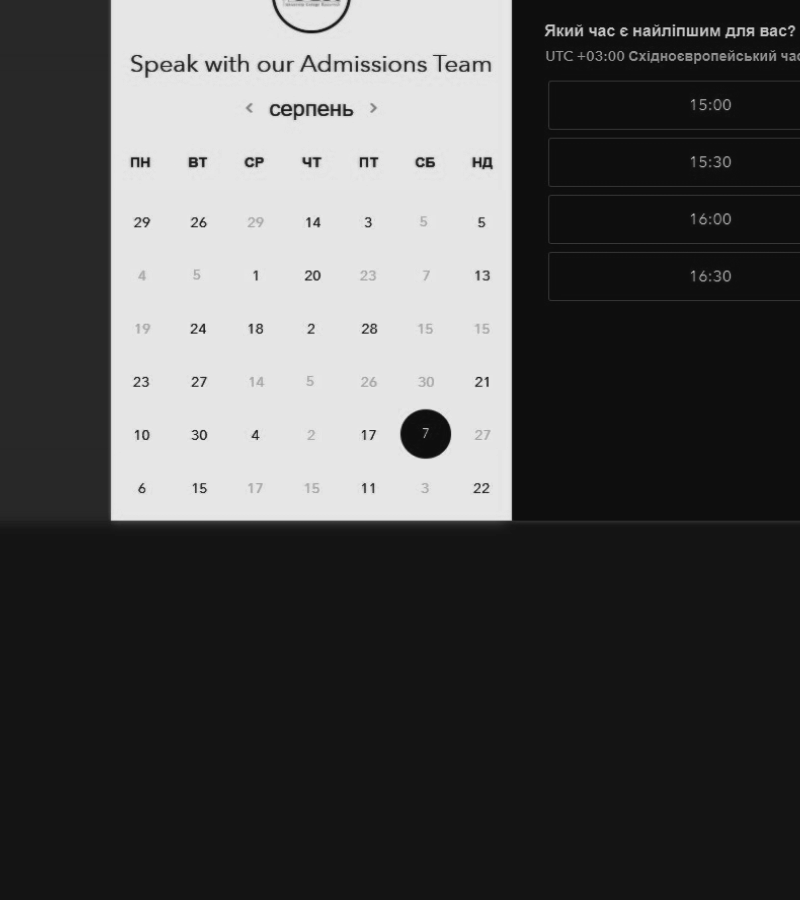 Speak with our Admissions Team
< серпень >
ПН ВТ СР ЧТ ПТ СБ НД
29 26 29 14 3 5 5
4 5 1 20 23 7 13
19 24 18 2 28 15 15
23 27 14 5 26 30 21
10 30 4 2 17 7 27
6 15 17 15 11 3 22
Який час є найліпшим для вас?
UTC +03:00 Східноєвропейський час
15:00
15:30
16:00
16:30